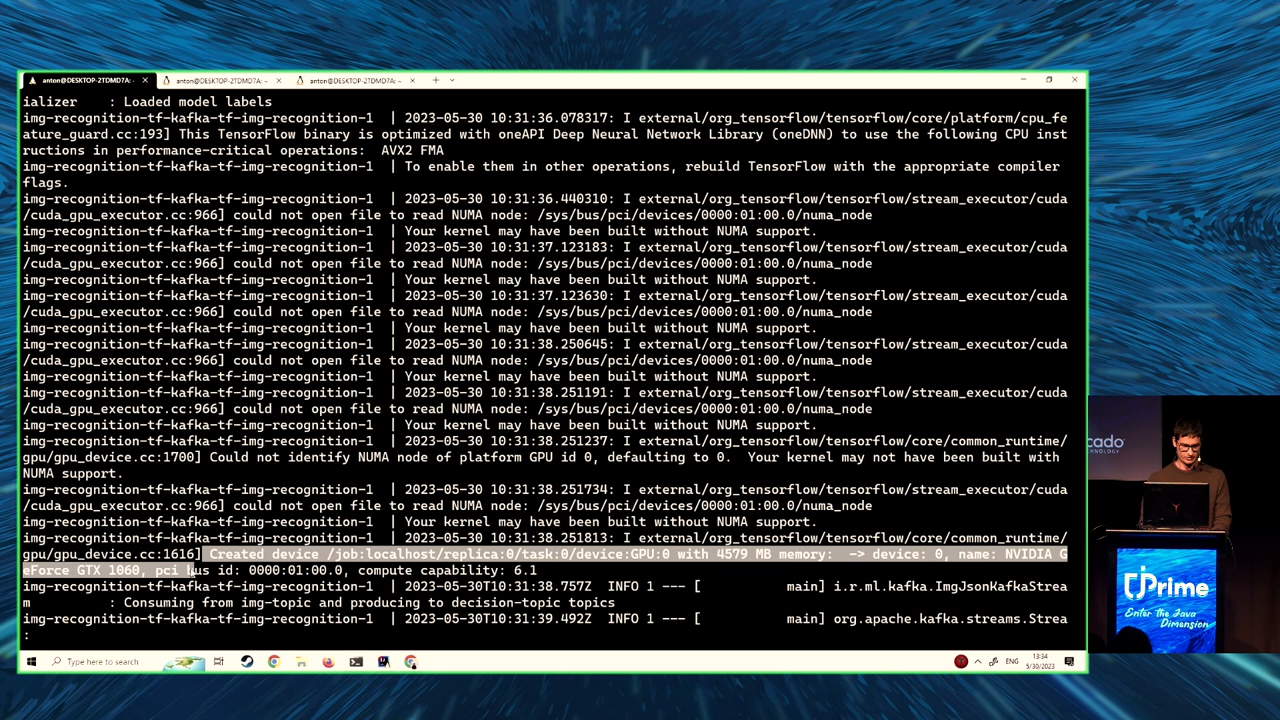 anton@DESKTOP-2TDMD7A: - anton@DESKTOP-2TDMD7A: ~ anton@DESKTOP-2TDMD7A: ~
ializer    : Loaded model labels
img-recognition-tf-kafka-tf-img-recognition-1  | 2023-05-30 10:31:36.078317: I external/org_tensorflow/tensorflow/core/platform/cpu_fe
ature_guard.cc:193] This TensorFlow binary is optimized with oneAPI Deep Neural Network Library (oneDNN) to use the following CPU inst
ructions in performance-critical operations:  AVX2 FMA
img-recognition-tf-kafka-tf-img-recognition-1  | To enable them in other operations, rebuild TensorFlow with the appropriate compiler
flags.
img-recognition-tf-kafka-tf-img-recognition-1  | 2023-05-30 10:31:36.440310: I external/org_tensorflow/tensorflow/stream_executor/cuda
/cuda_gpu_executor.cc:966] could not open file to read NUMA node: /sys/bus/pci/devices/0000:01:00.0/numa_node
img-recognition-tf-kafka-tf-img-recognition-1  | Your kernel may have been built without NUMA support.
img-recognition-tf-kafka-tf-img-recognition-1  | 2023-05-30 10:31:37.123183: I external/org_tensorflow/tensorflow/stream_executor/cuda
/cuda_gpu_executor.cc:966] could not open file to read NUMA node: /sys/bus/pci/devices/0000:01:00.0/numa_node
img-recognition-tf-kafka-tf-img-recognition-1  | Your kernel may have been built without NUMA support.
img-recognition-tf-kafka-tf-img-recognition-1  | 2023-05-30 10:31:37.123630: I external/org_tensorflow/tensorflow/stream_executor/cuda
/cuda_gpu_executor.cc:966] could not open file to read NUMA node: /sys/bus/pci/devices/0000:01:00.0/numa_node
img-recognition-tf-kafka-tf-img-recognition-1  | Your kernel may have been built without NUMA support.
img-recognition-tf-kafka-tf-img-recognition-1  | 2023-05-30 10:31:38.250645: I external/org_tensorflow/tensorflow/stream_executor/cuda
/cuda_gpu_executor.cc:966] could not open file to read NUMA node: /sys/bus/pci/devices/0000:01:00.0/numa_node
img-recognition-tf-kafka-tf-img-recognition-1  | Your kernel may have been built without NUMA support.
img-recognition-tf-kafka-tf-img-recognition-1  | 2023-05-30 10:31:38.251191: I external/org_tensorflow/tensorflow/stream_executor/cuda
/cuda_gpu_executor.cc:966] could not open file to read NUMA node: /sys/bus/pci/devices/0000:01:00.0/numa_node
img-recognition-tf-kafka-tf-img-recognition-1  | Your kernel may have been built without NUMA support.
img-recognition-tf-kafka-tf-img-recognition-1  | 2023-05-30 10:31:38.251237: I external/org_tensorflow/tensorflow/core/common_runtime/
gpu/gpu_device.cc:1700] Could not identify NUMA node of platform GPU id 0, defaulting to 0.  Your kernel may not have been built with
NUMA support.
img-recognition-tf-kafka-tf-img-recognition-1  | 2023-05-30 10:31:38.251734: I external/org_tensorflow/tensorflow/stream_executor/cuda
/cuda_gpu_executor.cc:966] could not open file to read NUMA node: /sys/bus/pci/devices/0000:01:00.0/numa_node
img-recognition-tf-kafka-tf-img-recognition-1  | Your kernel may have been built without NUMA support.
img-recognition-tf-kafka-tf-img-recognition-1  | 2023-05-30 10:31:38.251813: I external/org_tensorflow/tensorflow/core/common_runtime/
gpu/gpu_device.cc:1616] Created device /job:localhost/replica:0/task:0/device:GPU:0 with 4579 MB memory:  -> device: 0, name: NVIDIA G
eForce GTX 1060, pci bus id: 0000:01:00.0, compute capability: 6.1
img-recognition-tf-kafka-tf-img-recognition-1  | 2023-05-30T10:31:38.757Z  INFO 1 --- [           main] i.r.ml.kafka.ImgJsonKafkaStrea
m          : Consuming from img-topic and producing to decision-topic topics
img-recognition-tf-kafka-tf-img-recognition-1  | 2023-05-30T10:31:39.492Z  INFO 1 --- [           main] org.apache.kafka.streams.Strea
:
Type here to search
ENG
13:34
5/30/2023
cado
TECHNOLOGY
JPrime
Enter the Java
Dimension